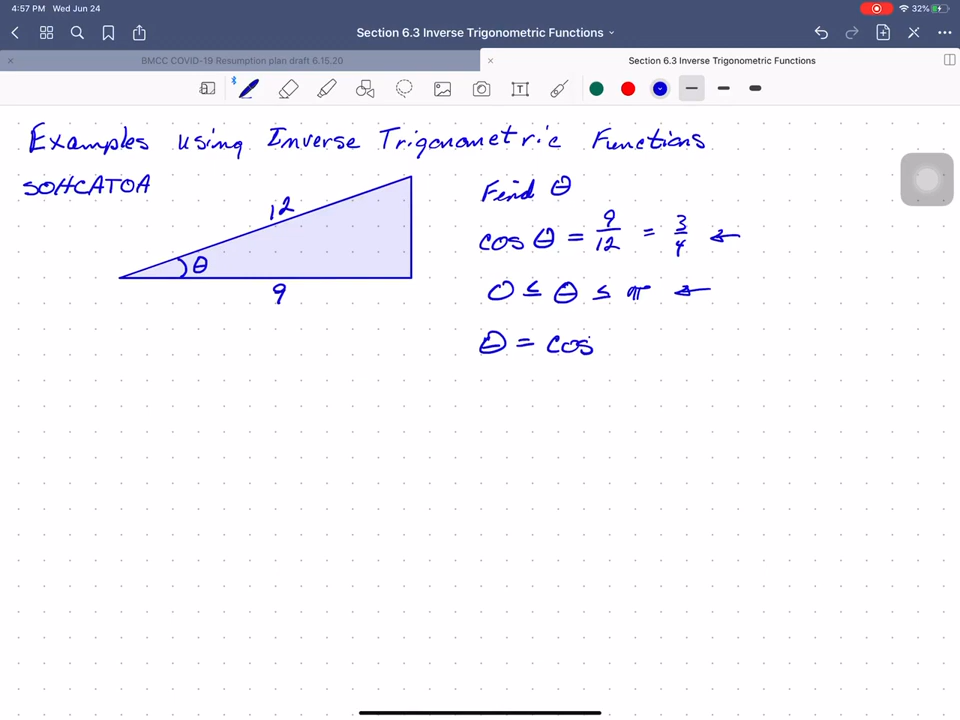 4:57 PM Wed Jun 24
32%
Section 6.3 Inverse Trigonometric Functions
BMCC COVID-19 Resumption plan draft 6.15.20
Section 6.3 Inverse Trigonometric Functions
Examples using Inverse Trigonometric Functions
SOHCATOA
12
θ
9
Find θ
cos θ = 9/12 = 3/4 ←
0 ≤ θ ≤ π ←
θ = cos